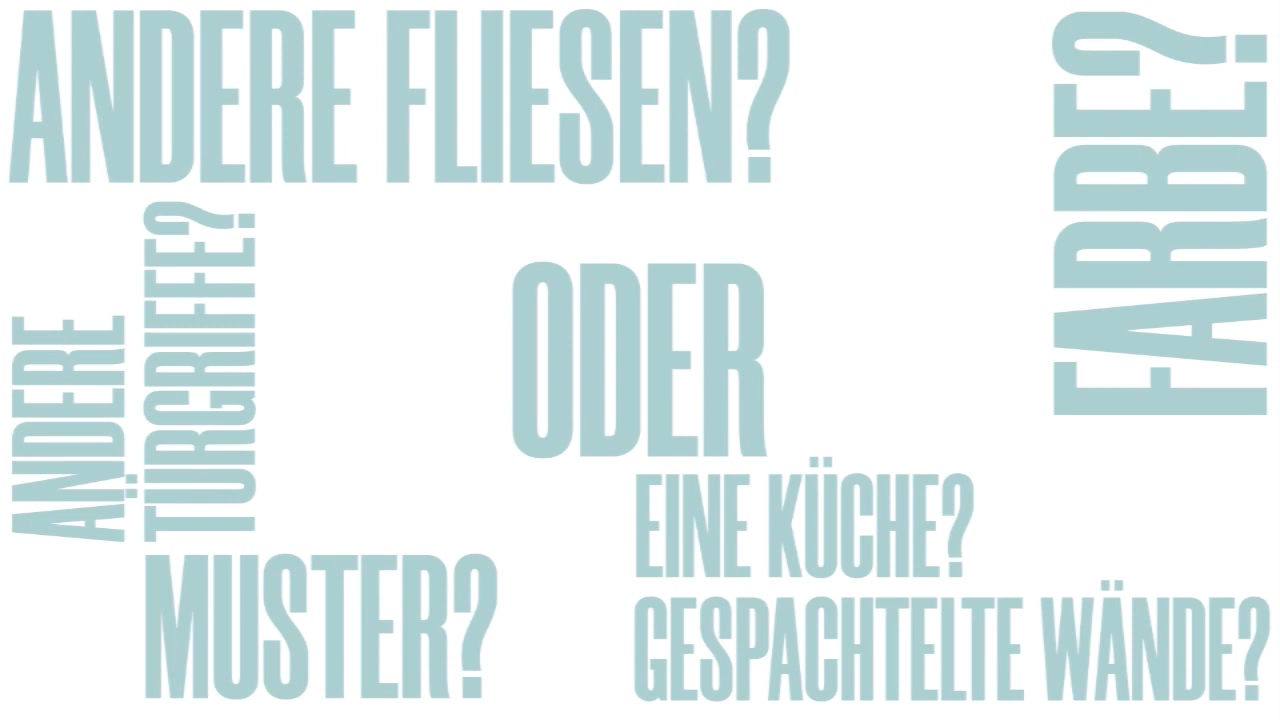 ANDERE FLIESEN?
FARBE?
ANDERE
TÜRGRIFFE?
ODER
EINE KÜCHE?
MUSTER?
GESPACHTELTE WÄNDE?